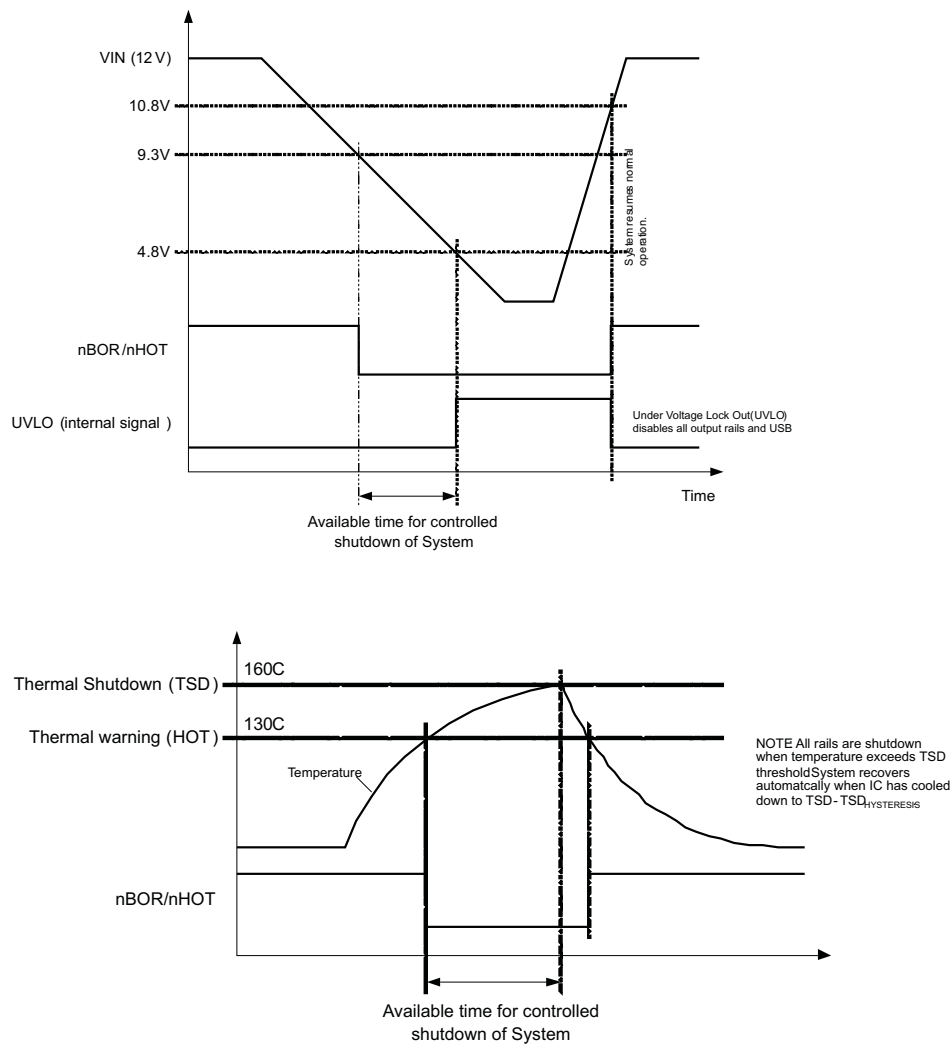 VIN (12 V)
10.8V
9.3V
4.8V
System resumes normal
operation.
nBOR/nHOT
UVLO (internal signal )
Under Voltage Lock Out(UVLO)
disables all output rails and USB
Time
Available time for controlled
shutdown of System
160C
Thermal Shutdown (TSD)
130C
Thermal warning (HOT)
Temperature
NOTE All rails are shutdown
when temperature exceeds TSD
thresholdSystem recovers
automatcally when IC has cooled
down to TSD- TSDHYSTERESIS
nBOR/nHOT
Available time for controlled
shutdown of System